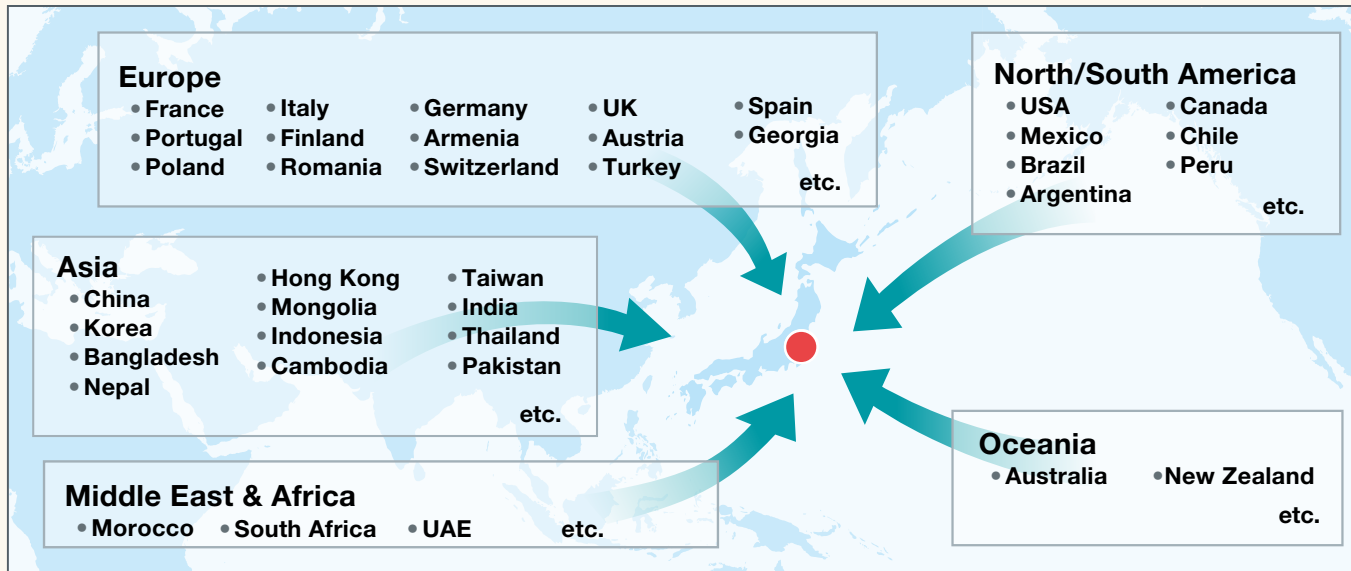 Europe
• France • Italy • Germany • UK • Spain
• Portugal • Finland • Armenia • Austria • Georgia
• Poland • Romania • Switzerland • Turkey
etc.
North/South America
• USA • Canada
• Mexico • Chile
• Brazil • Peru
• Argentina
etc.
Asia
• China
• Korea
• Bangladesh
• Nepal
• Hong Kong • Taiwan
• Mongolia • India
• Indonesia • Thailand
• Cambodia • Pakistan
etc.
Middle East & Africa
• Morocco • South Africa • UAE etc.
Oceania
• Australia • New Zealand
etc.